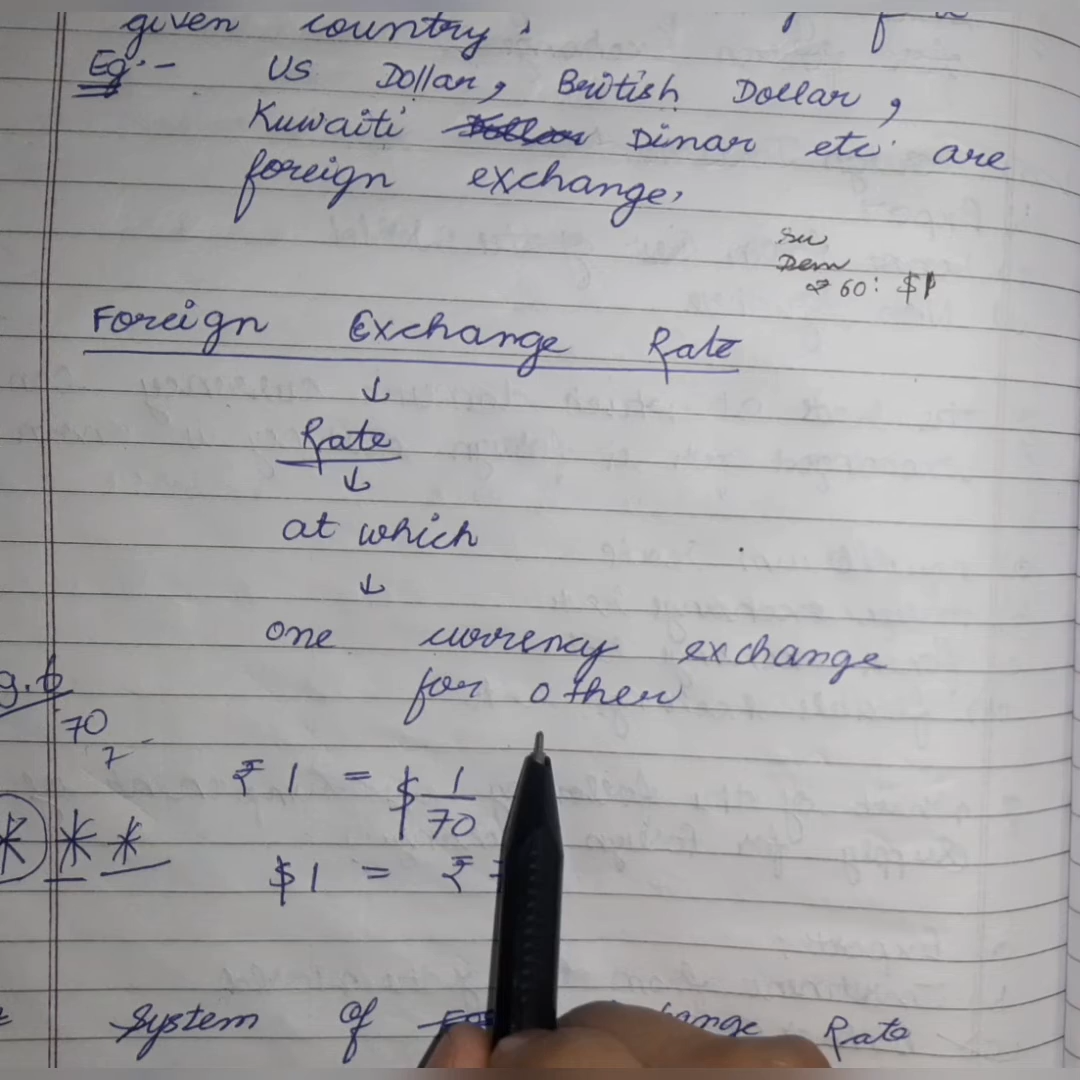 given country.
Eg:- US Dollar, British Dollar,
Kuwaiti Dinar etc are
foreign exchange.
Su
Dem
₹ 60 : $1
Foreign Exchange Rate
↓
Rate
↓
at which
↓
one currency exchange
for other
70
7
₹ 1 = $ 1/70
$1 = ₹
System of Rate